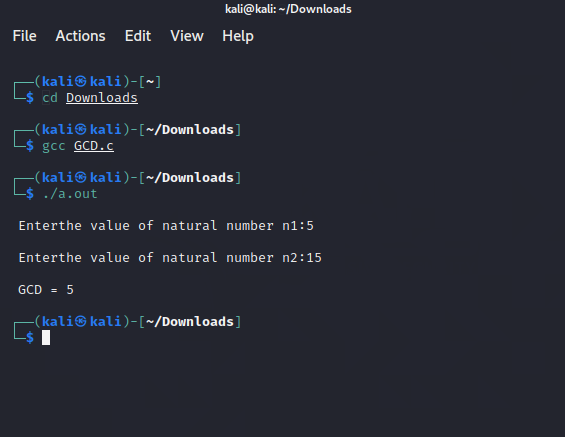 kali@kali: ~/Downloads
File Actions Edit View Help
┌──(kali㉿kali)-[~]
└─$ cd Downloads
┌──(kali㉿kali)-[~/Downloads]
└─$ gcc GCD.c
┌──(kali㉿kali)-[~/Downloads]
└─$ ./a.out
Enterthe value of natural number n1:5
Enterthe value of natural number n2:15
GCD = 5
┌──(kali㉿kali)-[~/Downloads]
└─$